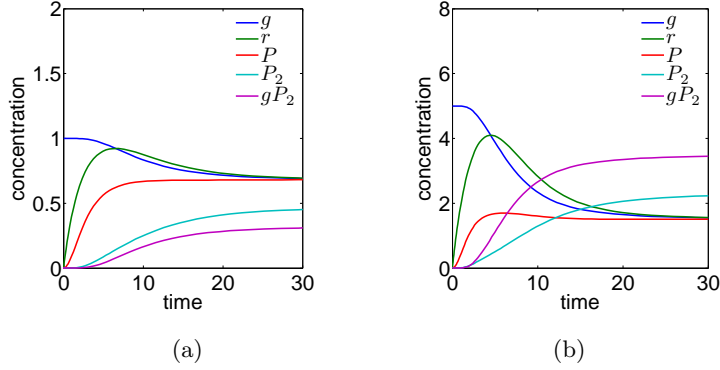 2
1.5
1
0.5
0
0 10 20 30
concentration
time
g
r
P
P₂
gP₂
(a)
8
6
4
2
0
0 10 20 30
concentration
time
g
r
P
P₂
gP₂
(b)